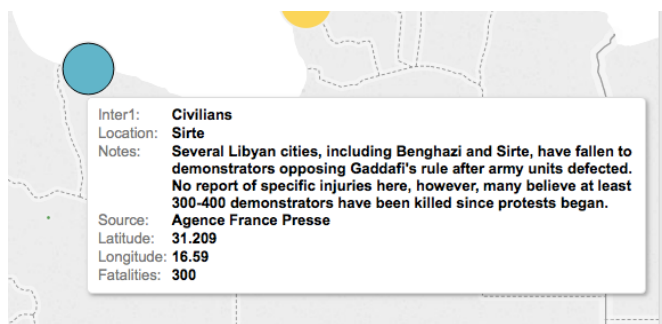 Inter1: Civilians
Location: Sirte
Notes: Several Libyan cities, including Benghazi and Sirte, have fallen to
demonstrators opposing Gaddafi's rule after army units defected.
No report of specific injuries here, however, many believe at least
300-400 demonstrators have been killed since protests began.
Source: Agence France Presse
Latitude: 31.209
Longitude: 16.59
Fatalities: 300